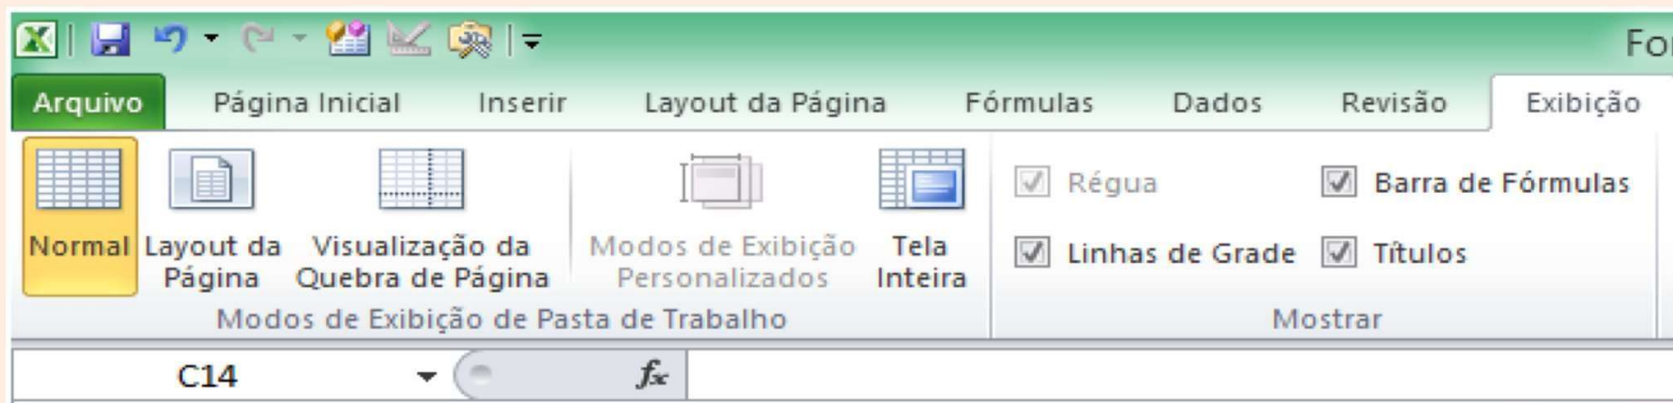 For
Arquivo Página Inicial Inserir Layout da Página Fórmulas Dados Revisão Exibição
Régua Barra de Fórmulas
Normal Layout da Página Visualização da Quebra de Página Modos de Exibição Personalizados Tela Inteira
Linhas de Grade Títulos
Modos de Exibição de Pasta de Trabalho Mostrar
C14 fx